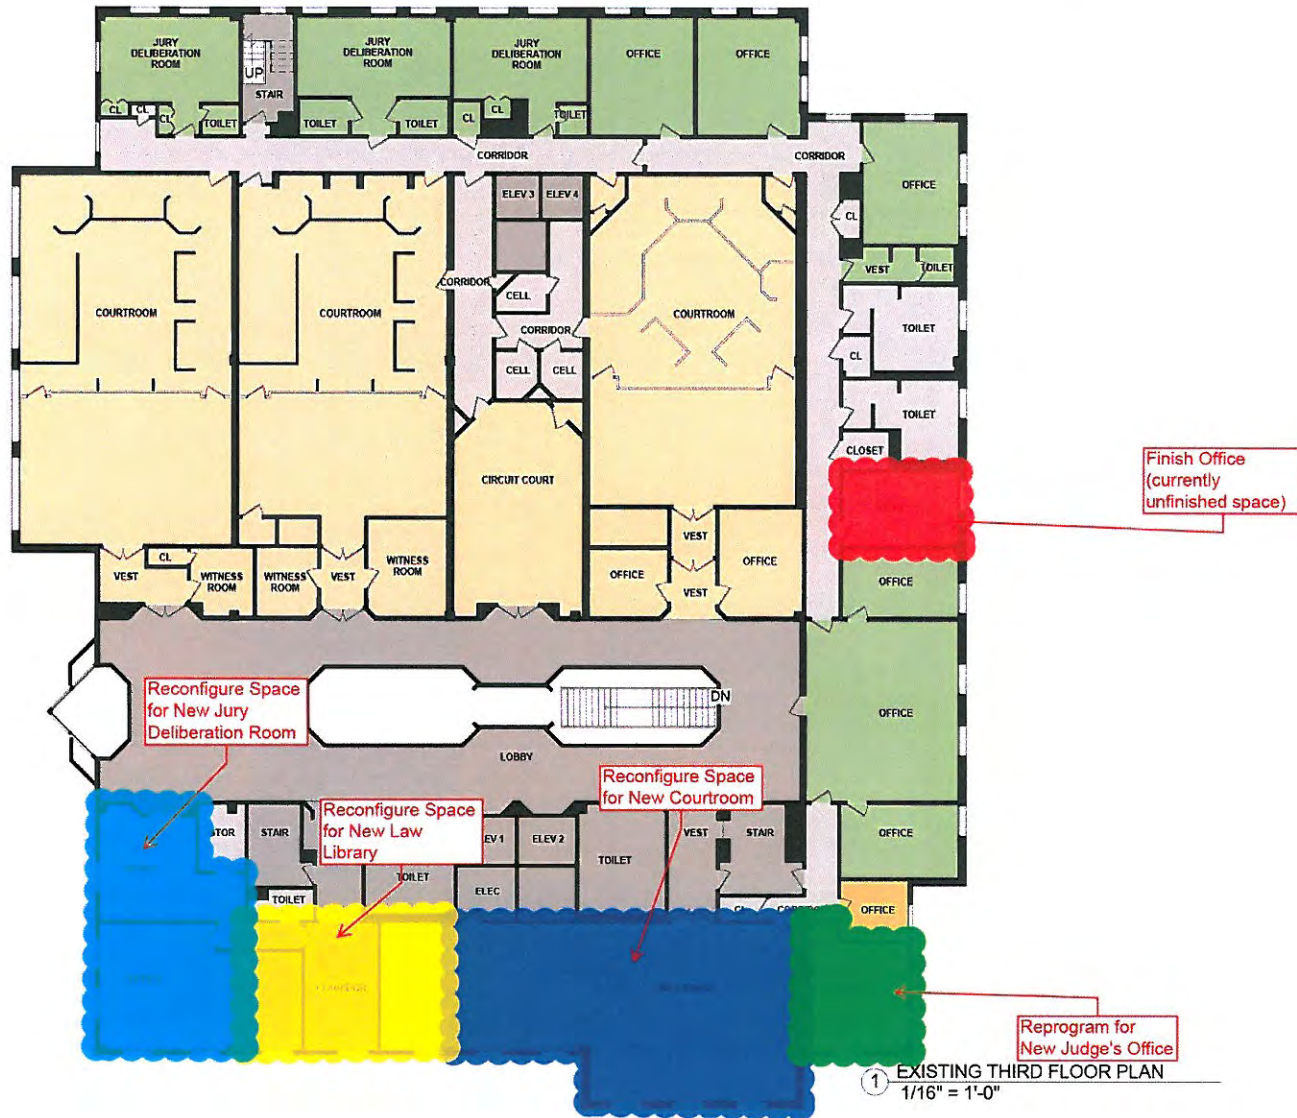 JURY
DELIBERATION
ROOM
UP
STAIR
JURY
DELIBERATION
ROOM
JURY
DELIBERATION
ROOM
OFFICE
OFFICE
CL
CL
CL
TOILET
TOILET
TOILET
CL
CL
TOILET
CORRIDOR
CORRIDOR
ELEV 3
ELEV 4
OFFICE
CL
VEST
TOILET
CORRIDOR
CELL
COURTROOM
COURTROOM
COURTROOM
CORRIDOR
TOILET
CL
CELL
CELL
TOILET
CLOSET
CIRCUIT COURT
Finish Office
(currently
unfinished space)
VEST
CL
WITNESS
ROOM
WITNESS
ROOM
VEST
WITNESS
ROOM
OFFICE
VEST
VEST
OFFICE
OFFICE
Reconfigure Space
for New Jury
Deliberation Room
DN
OFFICE
LOBBY
Reconfigure Space
for New Courtroom
Reconfigure Space
for New Law
Library
STOR
STAIR
EV 1
ELEV 2
TOILET
VEST
STAIR
OFFICE
TOILET
ELEC
TOILET
OFFICE
Reprogram for
New Judge's Office
1 EXISTING THIRD FLOOR PLAN
1/16" = 1'-0"